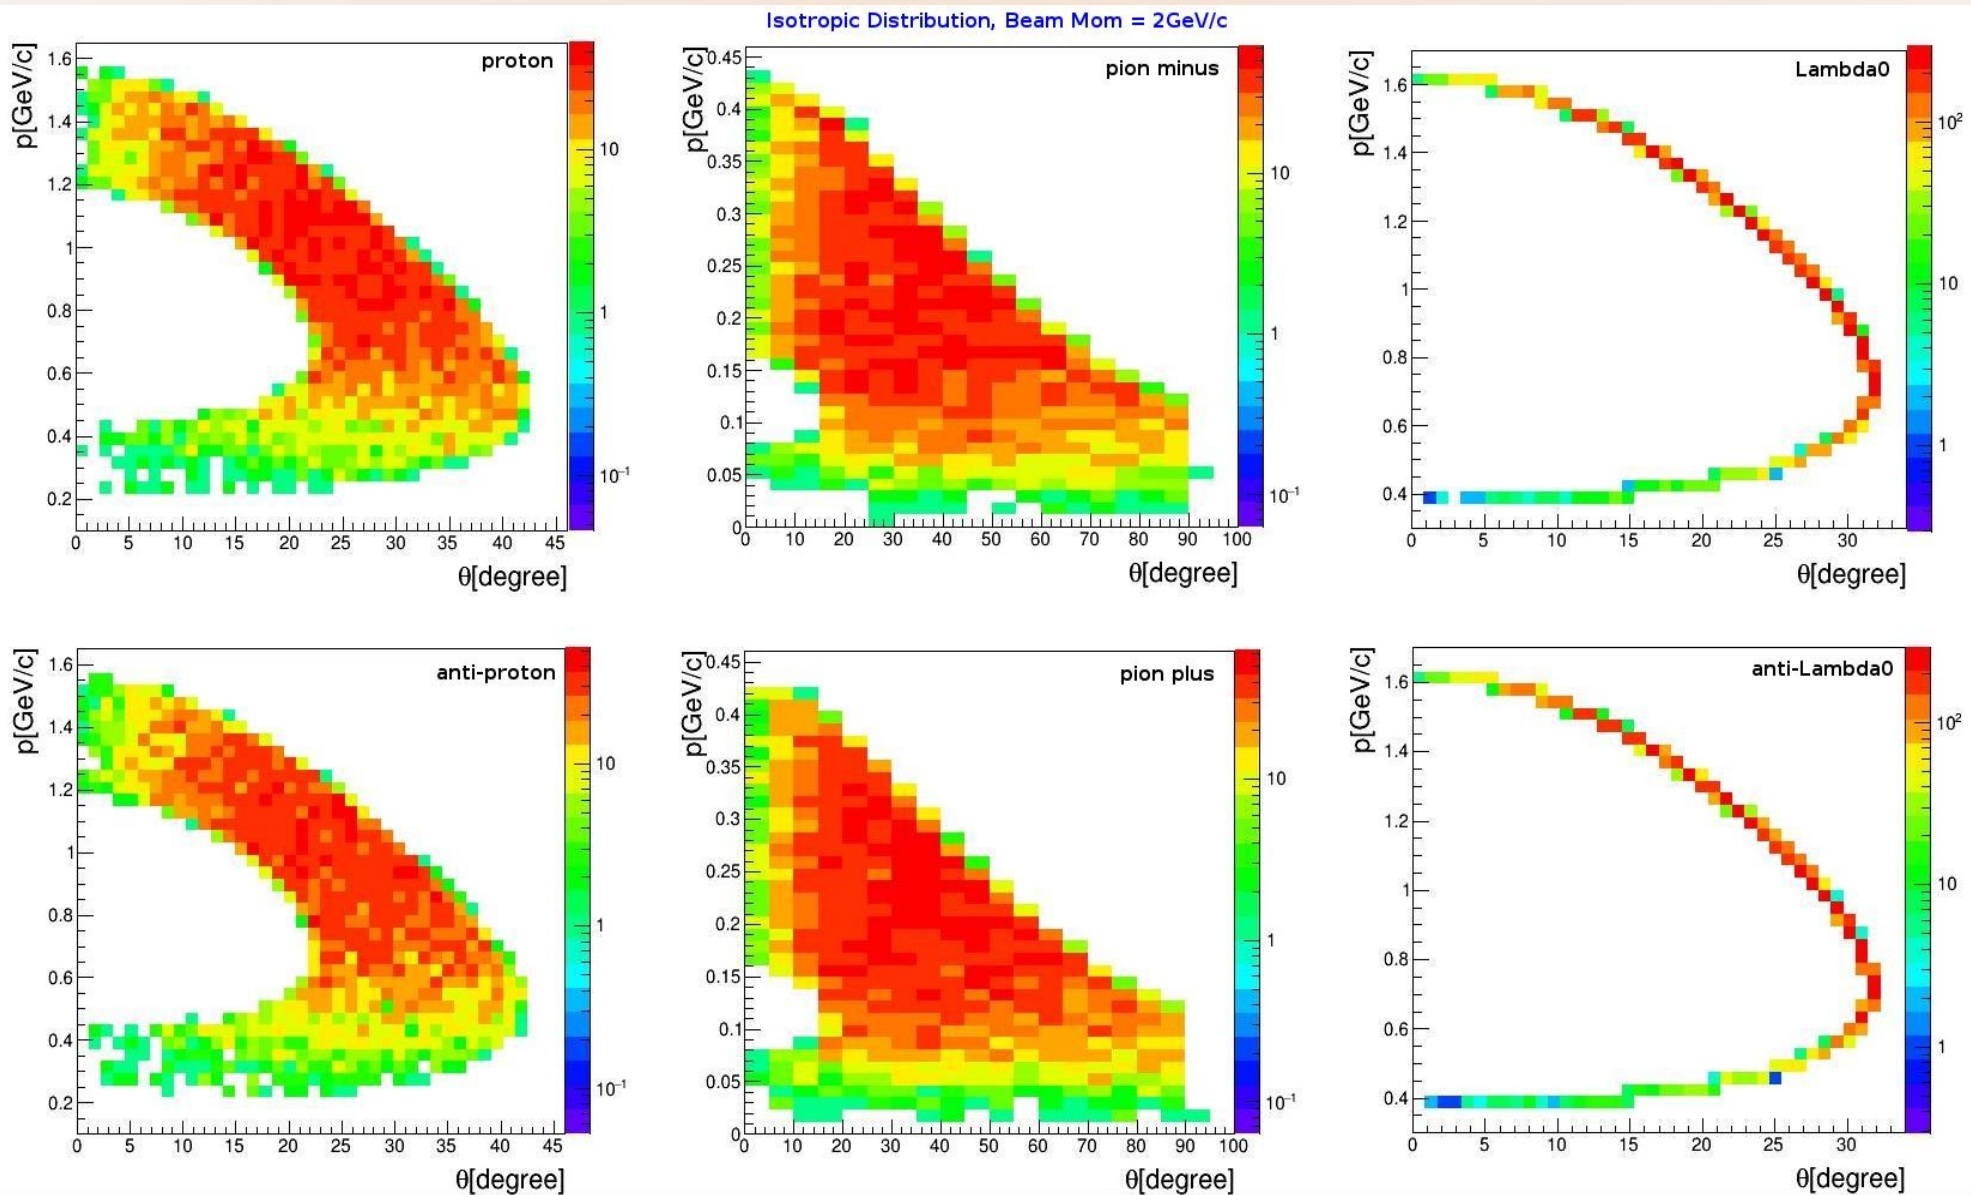 Isotropic Distribution, Beam Mom = 2GeV/c
proton
p[GeV/c]
1.6
1.4
1.2
1
0.8
0.6
0.4
0.2
0 5 10 15 20 25 30 35 40 45
θ[degree]
10
1
10⁻¹
pion minus
p[GeV/c]
0.45
0.4
0.35
0.3
0.25
0.2
0.15
0.1
0.05
0
0 10 20 30 40 50 60 70 80 90 100
θ[degree]
10
1
10⁻¹
Lambda0
p[GeV/c]
1.6
1.4
1.2
1
0.8
0.6
0.4
0 5 10 15 20 25 30
θ[degree]
10²
10
1
anti-proton
p[GeV/c]
1.6
1.4
1.2
1
0.8
0.6
0.4
0.2
0 5 10 15 20 25 30 35 40 45
θ[degree]
10
1
10⁻¹
pion plus
p[GeV/c]
0.45
0.4
0.35
0.3
0.25
0.2
0.15
0.1
0.05
0
0 10 20 30 40 50 60 70 80 90 100
θ[degree]
10
1
10⁻¹
anti-Lambda0
p[GeV/c]
1.6
1.4
1.2
1
0.8
0.6
0.4
0 5 10 15 20 25 30
θ[degree]
10²
10
1